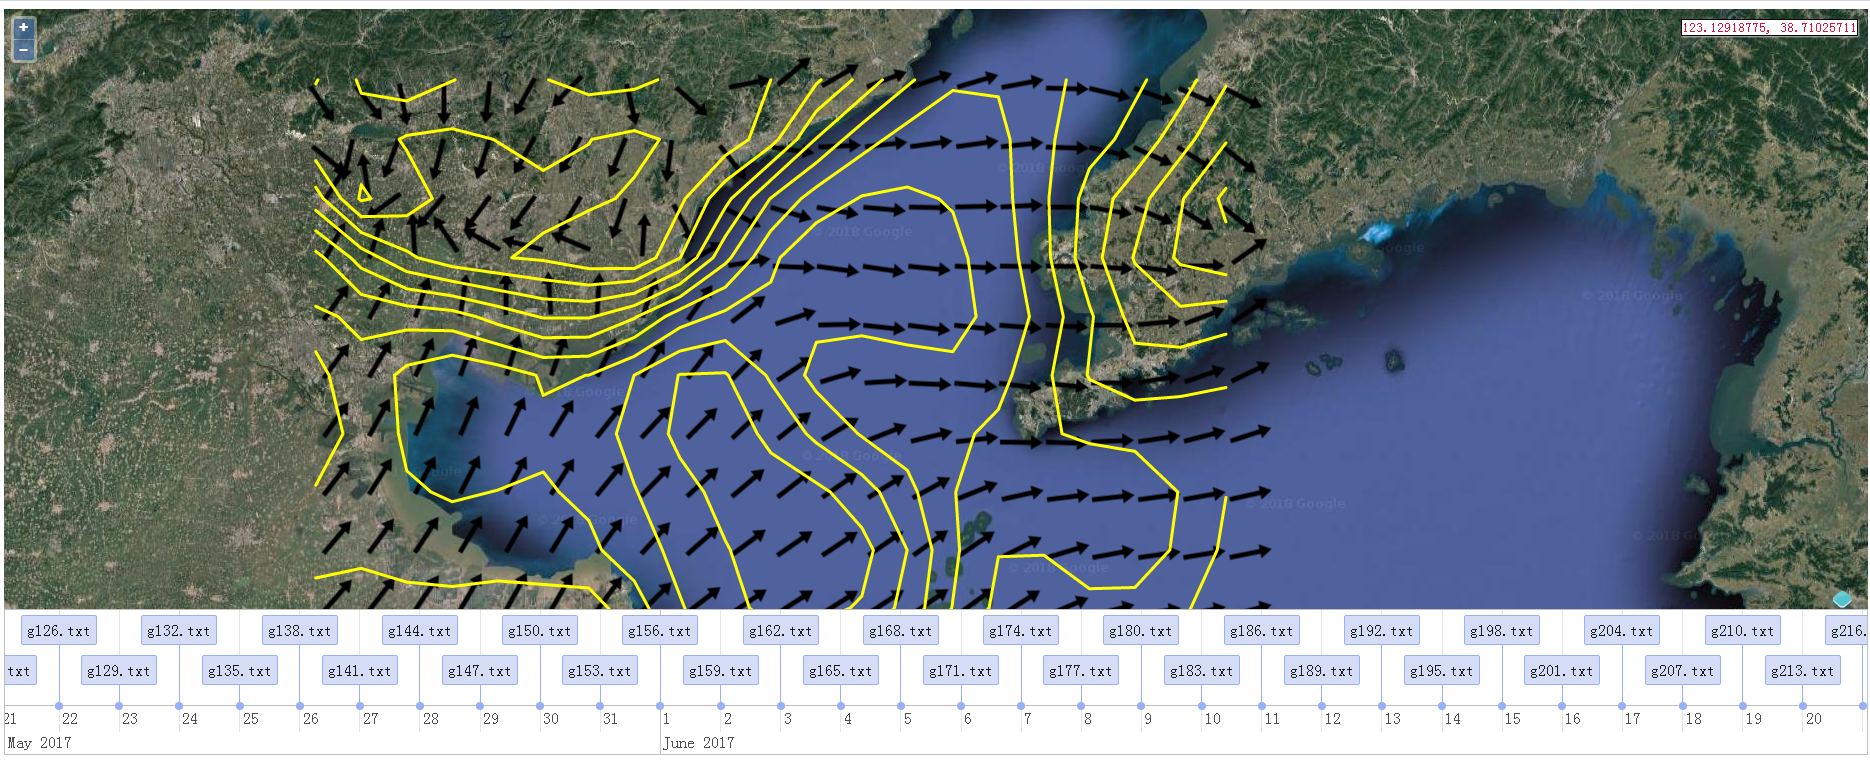 +
−
123.12918775, 38.71025711
© 2018 Google
© 2018 Google
© 2018 Google
© 2018 Google
© 2018 Google
© 2018 Google
© 2018 Google
g126.txt g132.txt g138.txt g144.txt g150.txt g156.txt g162.txt g168.txt g174.txt g180.txt g186.txt g192.txt g198.txt g204.txt g210.txt g216.
txt g129.txt g135.txt g141.txt g147.txt g153.txt g159.txt g165.txt g171.txt g177.txt g183.txt g189.txt g195.txt g201.txt g207.txt g213.txt
21 22 23 24 25 26 27 28 29 30 31 1 2 3 4 5 6 7 8 9 10 11 12 13 14 15 16 17 18 19 20
May 2017 June 2017